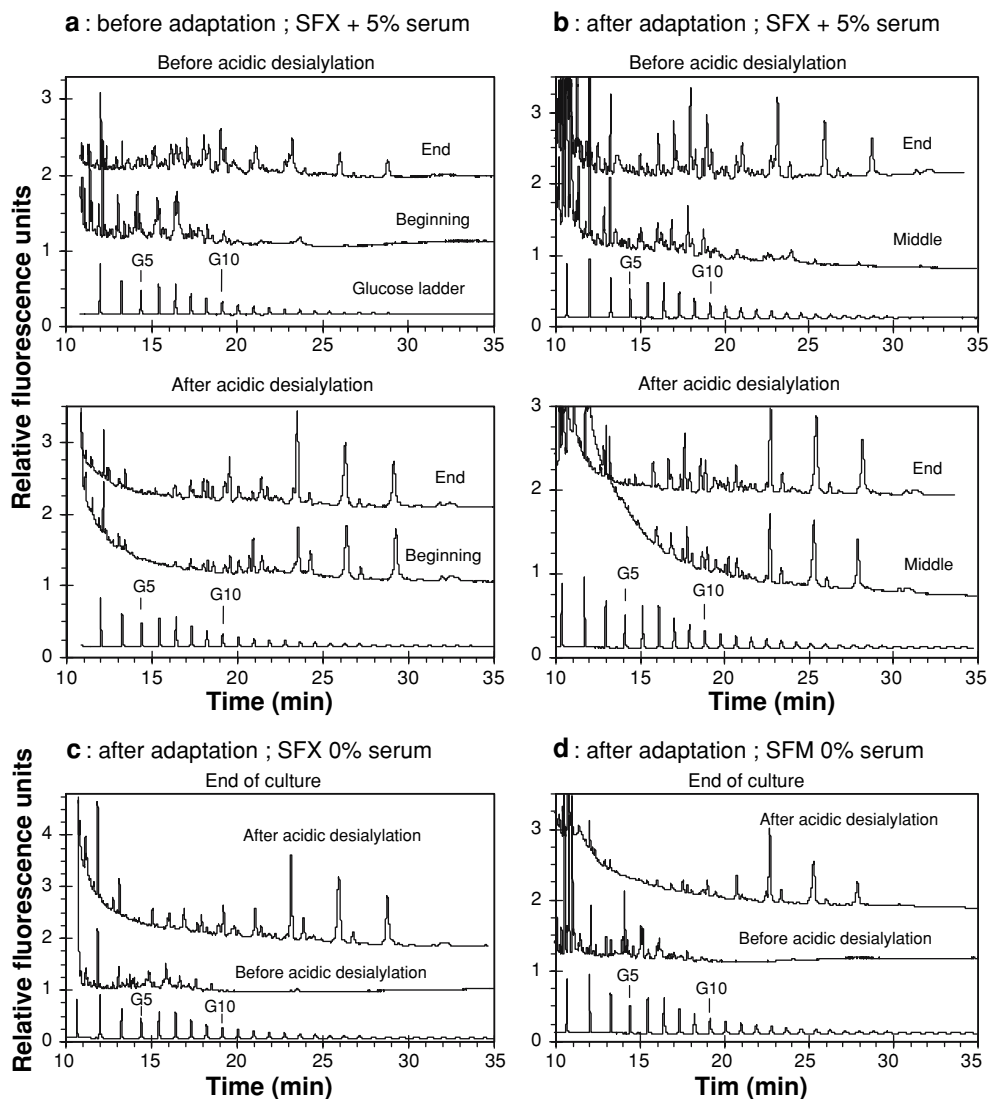 a : before adaptation ; SFX + 5% serum
Before acidic desialylation
3
2
1
0
End
Beginning
G5
G10
Glucose ladder
10 15 20 25 30 35
After acidic desialylation
3
2
1
0
End
Beginning
G5
G10
10 15 20 25 30 35
Time (min)
Relative fluorescence units
b : after adaptation ; SFX + 5% serum
Before acidic desialylation
3
2
1
0
End
Middle
G5
G10
10 15 20 25 30 35
After acidic desialylation
3
2
1
0
End
Middle
G5
G10
10 15 20 25 30 35
Time (min)
c : after adaptation ; SFX 0% serum
End of culture
4
3
2
1
0
After acidic desialylation
Before acidic desialylation
G5
G10
10 15 20 25 30 35
Time (min)
Relative fluorescence units
d : after adaptation ; SFM 0% serum
End of culture
3
2
1
0
After acidic desialylation
Before acidic desialylation
G5
G10
10 15 20 25 30 35
Tim (min)